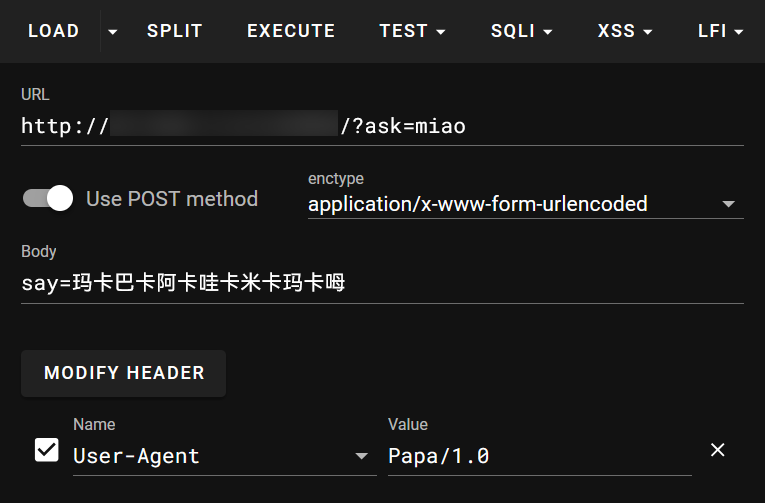 LOAD SPLIT EXECUTE TEST SQLI XSS LFI
URL
http:// /?ask=miao
Use POST method
enctype
application/x-www-form-urlencoded
Body
say=玛卡巴卡阿卡哇卡米卡玛卡呣
MODIFY HEADER
Name Value
User-Agent Papa/1.0